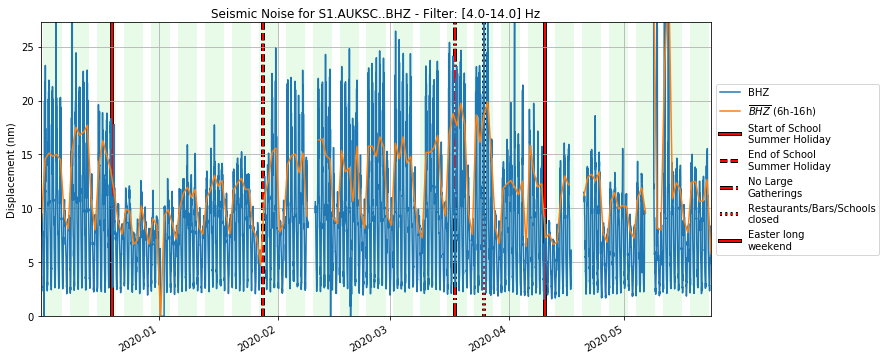 Seismic Noise for S1.AUKSC..BHZ - Filter: [4.0-14.0] Hz
Displacement (nm)
25
20
15
10
5
0
2020-01
2020-02
2020-03
2020-04
2020-05
BHZ
BHZ (6h-16h)
Start of School
Summer Holiday
End of School
Summer Holiday
No Large
Gatherings
Restaurants/Bars/Schools
closed
Easter long
weekend